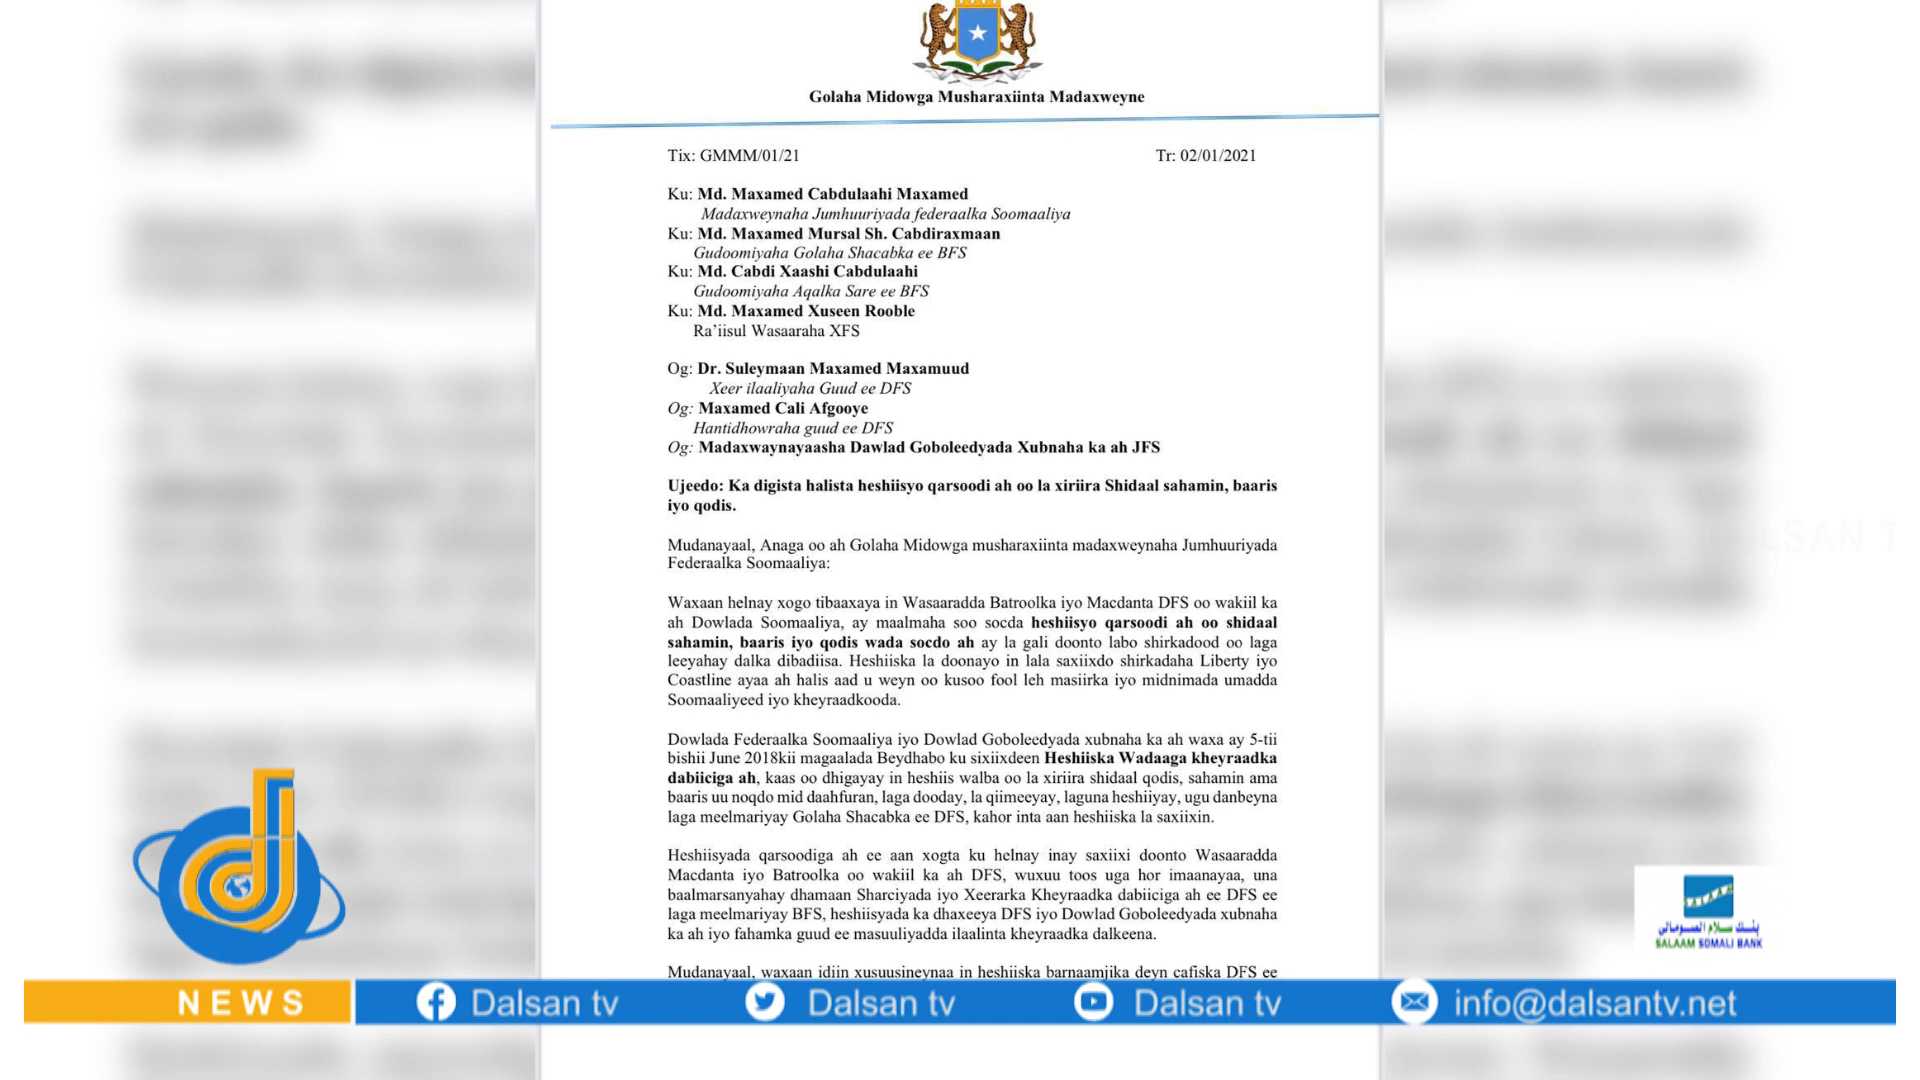 Golaha Midowga Musharaxiinta Madaxweyne
Tix: GMMM/01/21
Tr: 02/01/2021
Ku: Md. Maxamed Cabdulaahi Maxamed
Madaxweynaha Jumhuuriyada federaalka Soomaaliya
Ku: Md. Maxamed Mursal Sh. Cabdiraxmaan
Gudoomiyaha Golaha Shacabka ee BFS
Ku: Md. Cabdi Xaashi Cabdulaahi
Gudoomiyaha Aqalka Sare ee BFS
Ku: Md. Maxamed Xuseen Rooble
Ra’iisul Wasaaraha XFS
Og: Dr. Suleymaan Maxamed Maxamuud
Xeer ilaaliyaha Guud ee DFS
Og: Maxamed Cali Afgooye
Hantidhowraha guud ee DFS
Og: Madaxwaynayaasha Dawlad Goboleedyada Xubnaha ka ah JFS
Ujeedo: Ka digista halista heshiisyo qarsoodi ah oo la xiriira Shidaal sahamin, baaris
iyo qodis.
Mudanayaal, Anaga oo ah Golaha Midowga musharaxiinta madaxweynaha Jumhuuriyada
Federaalka Soomaaliya:
Waxaan helnay xogo tibaaxaya in Wasaaradda Batroolka iyo Macdanta DFS oo wakiil ka
ah Dowlada Soomaaliya, ay maalmaha soo socda heshiisyo qarsoodi ah oo shidaal
sahamin, baaris iyo qodis wada socdo ah ay la gali doonto labo shirkadood oo laga
leeyahay dalka dibadiisa. Heshiiska la doonayo in lala saxiixdo shirkadaha Liberty iyo
Coastline ayaa ah halis aad u weyn oo kusoo fool leh masiirka iyo midnimada umadda
Soomaaliyeed iyo kheyraadkooda.
Dowlada Federaalka Soomaaliya iyo Dowlad Goboleedyada xubnaha ka ah waxa ay 5-tii
bishii June 2018kii magaalada Beydhabo ku sixiixdeen Heshiiska Wadaaga kheyraadka
dabiiciga ah, kaas oo dhigayay in heshiis walba oo la xiriira shidaal qodis, sahamin ama
baaris uu noqdo mid daahfuran, laga dooday, la qiimeeyay, laguna heshiiyay, ugu danbeyna
laga meelmariyay Golaha Shacabka ee DFS, kahor inta aan heshiiska la saxiixin.
Heshiisyada qarsoodiga ah ee aan xogta ku helnay inay saxiixi doonto Wasaaradda
Macdanta iyo Batroolka oo wakiil ka ah DFS, wuxuu toos uga hor imaanayaa, una
baalmarsanyahay dhamaan Sharciyada iyo Xeerarka Kheyraadka dabiiciga ah ee DFS ee
laga meelmariyay BFS, heshiisyada ka dhaxeeya DFS iyo Dowlad Goboleedyada xubnaha
ka ah iyo fahamka guud ee masuuliyadda ilaalinta kheyraadka dalkeena.
Mudanayaal, waxaan idiin xusuusineynaa in heshiiska barnaamjika deyn cafiska DFS ee
DALSAN T
بنك سلام الصومالي
SALAAM SOMALI BANK
NEWS
Dalsan tv
Dalsan tv
Dalsan tv
info@dalsantv.net